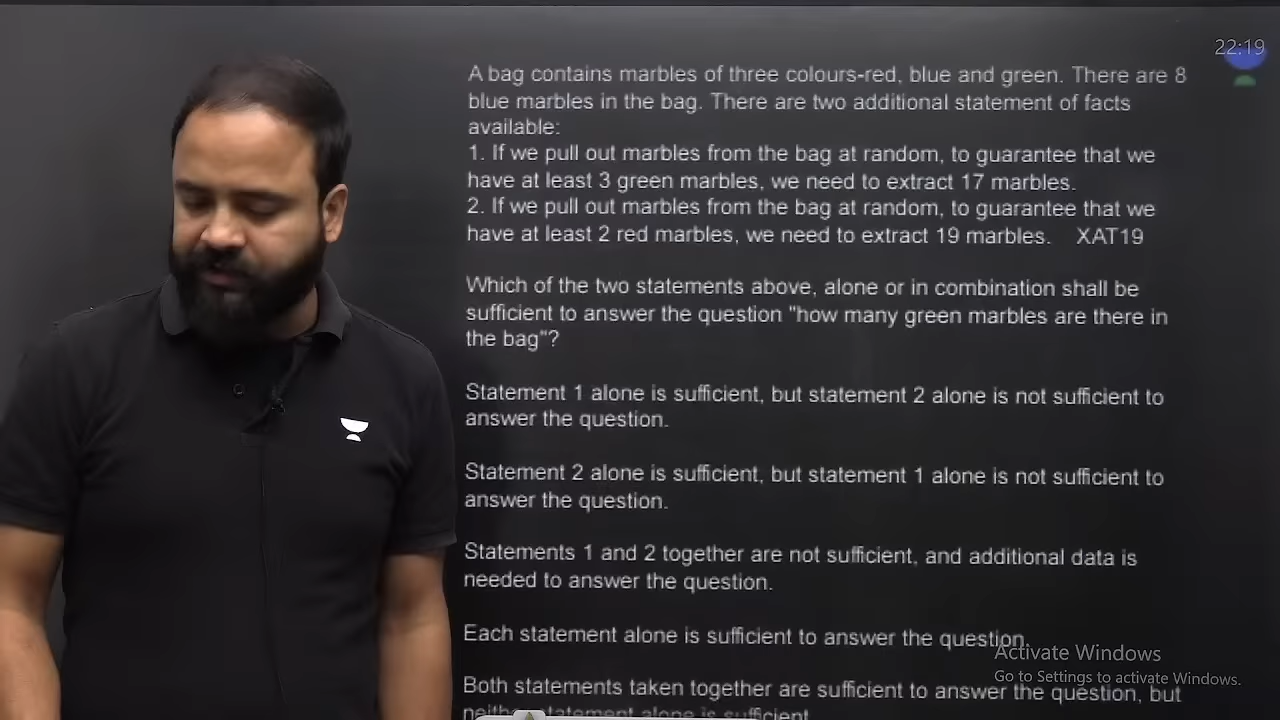 22:19
A bag contains marbles of three colours-red, blue and green. There are 8
blue marbles in the bag. There are two additional statement of facts
available:
1. If we pull out marbles from the bag at random, to guarantee that we
have at least 3 green marbles, we need to extract 17 marbles.
2. If we pull out marbles from the bag at random, to guarantee that we
have at least 2 red marbles, we need to extract 19 marbles. XAT19
Which of the two statements above, alone or in combination shall be
sufficient to answer the question "how many green marbles are there in
the bag"?
Statement 1 alone is sufficient, but statement 2 alone is not sufficient to
answer the question.
Statement 2 alone is sufficient, but statement 1 alone is not sufficient to
answer the question.
Statements 1 and 2 together are not sufficient, and additional data is
needed to answer the question.
Each statement alone is sufficient to answer the question.
Activate Windows
Go to Settings to activate Windows.
Both statements taken together are sufficient to answer the question, but
statement alone is sufficient